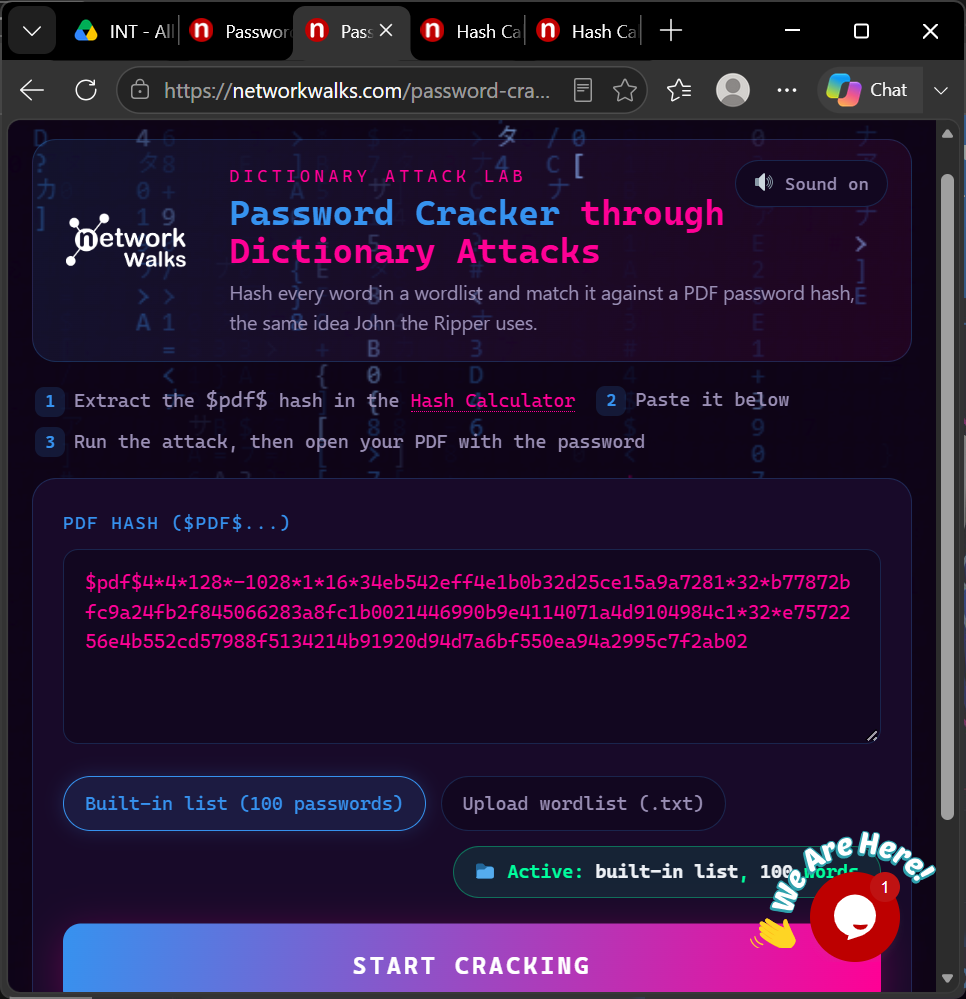 INT - All
Passwor
Pass
Hash Ca
Hash Ca
https://networkwalks.com/password-cra...
Chat
network
Walks
DICTIONARY ATTACK LAB
Sound on
Password Cracker through
Dictionary Attacks
Hash every word in a wordlist and match it against a PDF password hash,
the same idea John the Ripper uses.
1 Extract the $pdf$ hash in the Hash Calculator 2 Paste it below
3 Run the attack, then open your PDF with the password
PDF HASH ($PDF$...)
$pdf$4*4*128*-1028*1*16*34eb542eff4e1b0b32d25ce15a9a7281*32*b77872b
fc9a24fb2f845066283a8fc1b0021446990b9e4114071a4d9104984c1*32*e75722
56e4b552cd57988f5134214b91920d94d7a6bf550ea94a2995c7f2ab02
Built-in list (100 passwords)
Upload wordlist (.txt)
Active: built-in list, 100 words
We Are Here!
1
START CRACKING